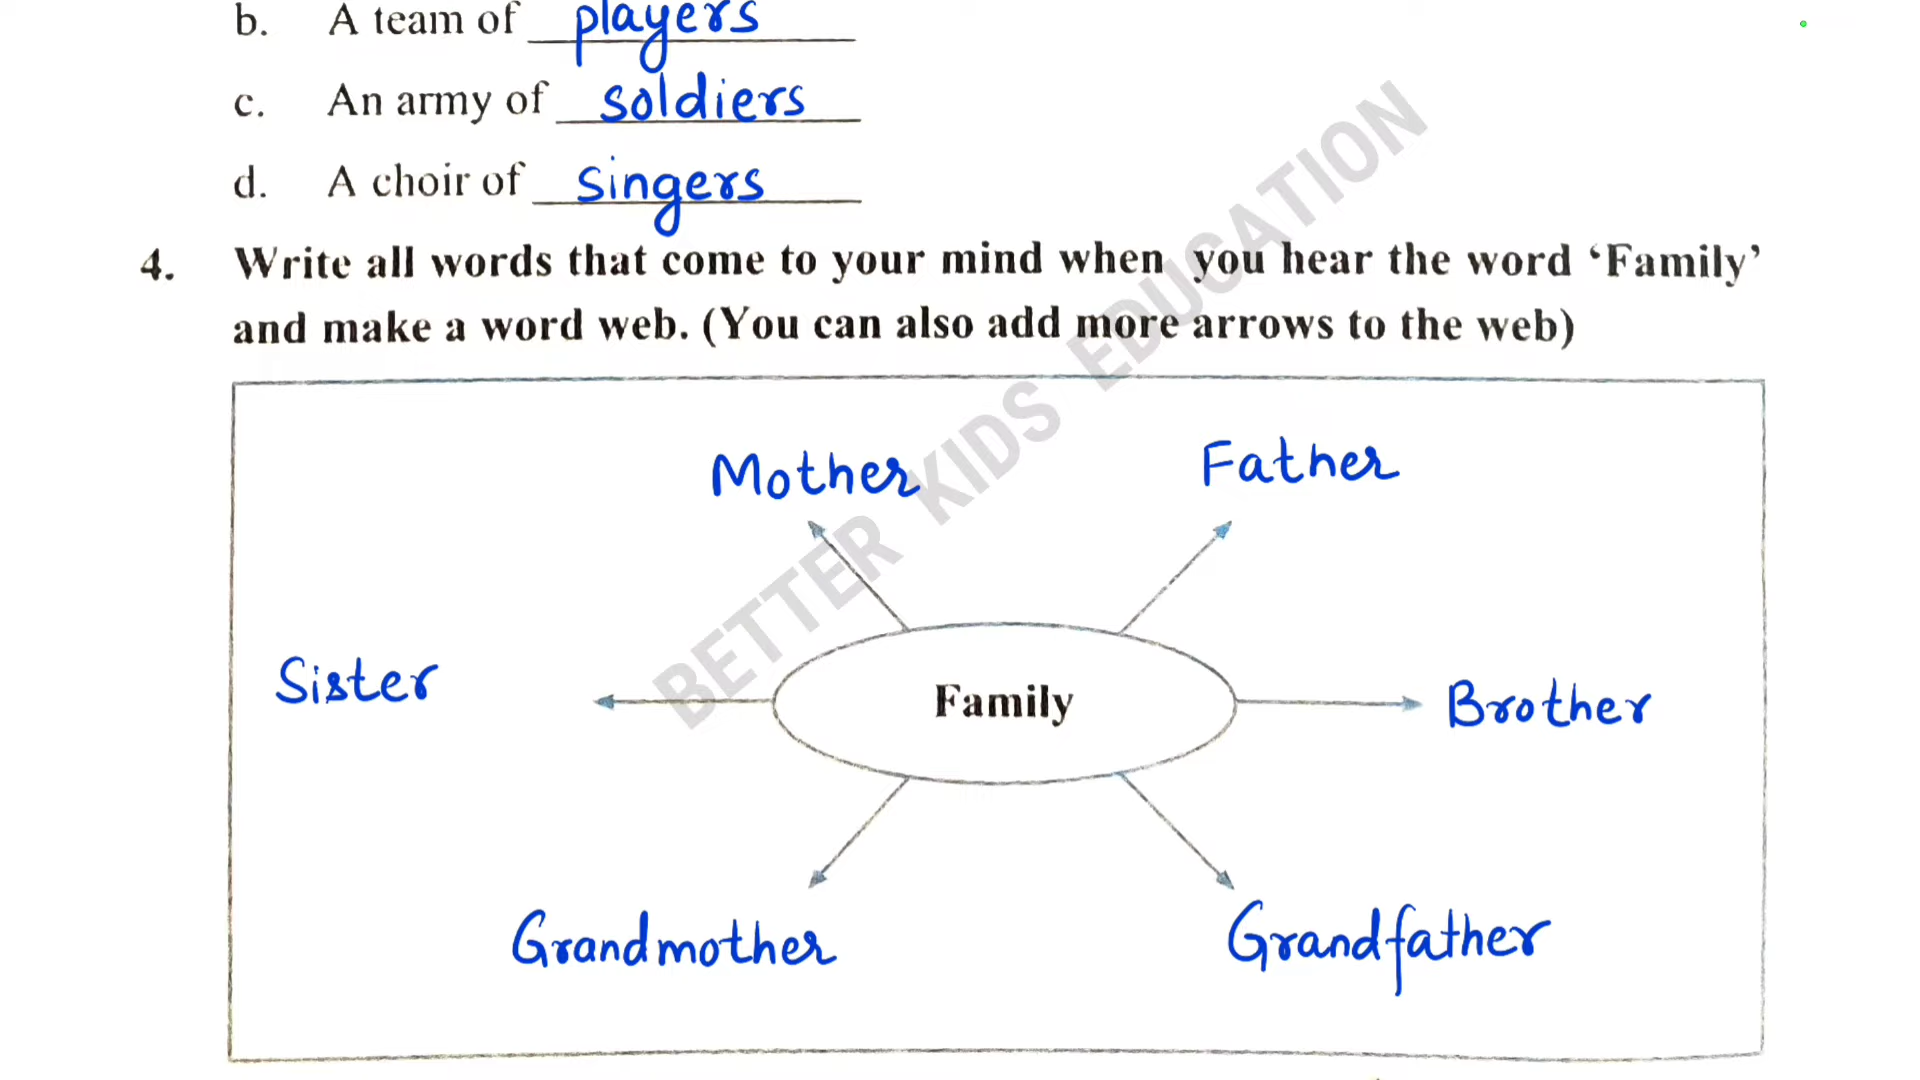 b. A team of players
c. An army of soldiers
d. A choir of singers
4. Write all words that come to your mind when you hear the word ‘Family’
and make a word web. (You can also add more arrows to the web)
Mother Father
Sister Family Brother
Grandmother Grandfather
BETTER KIDS EDUCATION